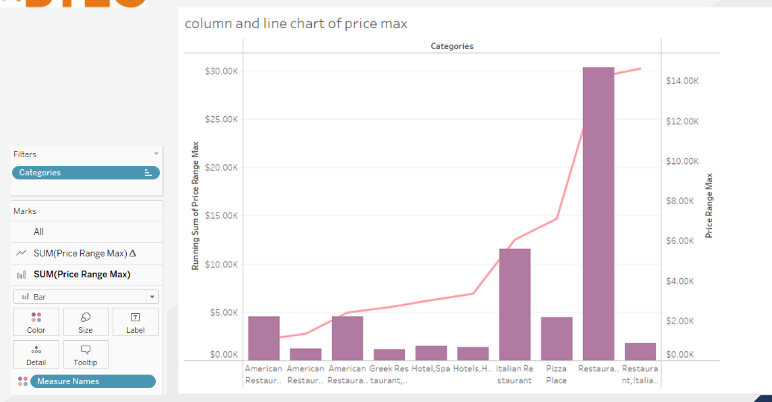 column and line chart of price max
Categories
$30.00K
$25.00K
$20.00K
$15.00K
$10.00K
$5.00K
$0.00K
Running Sum of Price Range Max
$14.00K
$12.00K
$10.00K
$8.00K
$6.00K
$4.00K
$2.00K
$0.00K
Price Range Max
American
Restaur..
American
Restaur..
American
Restaura..
Greek Res
taurant,..
Hotel,Spa
Hotels,H..
Italian Re
staurant
Pizza
Place
Restaura..
Restaura
nt,Italia..
Filters
Categories
Marks
All
SUM(Price Range Max) Δ
SUM(Price Range Max)
Bar
Color
Size
Label
Detail
Tooltip
Measure Names